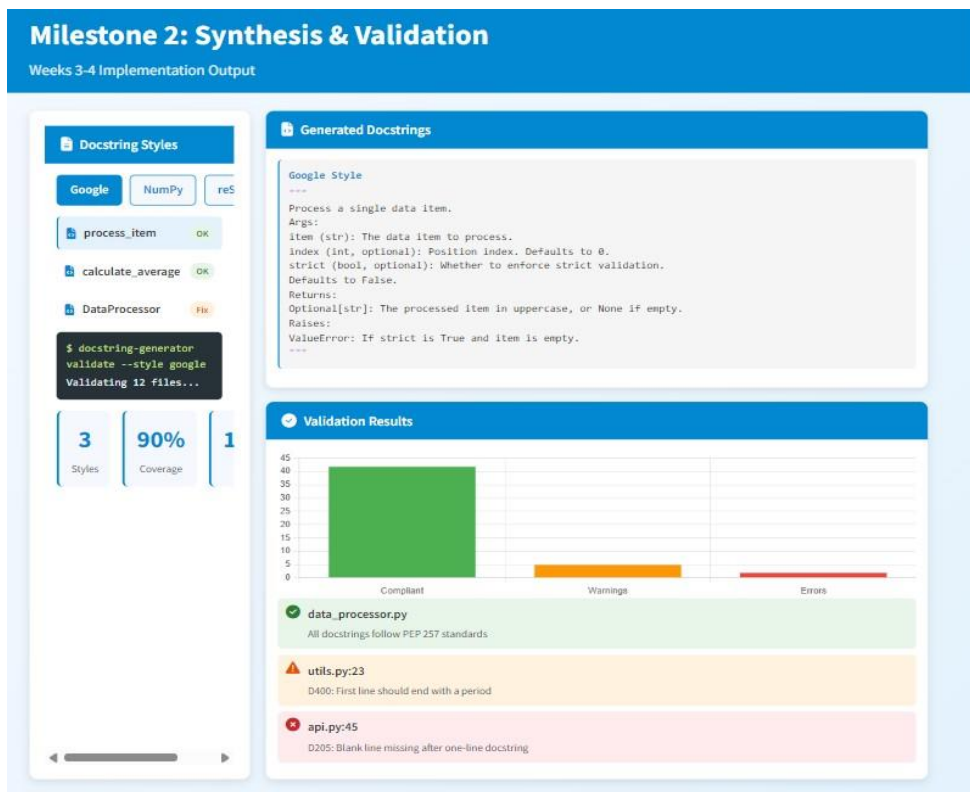 Milestone 2: Synthesis & Validation
Weeks 3-4 Implementation Output
Docstring Styles
Google
NumPy
reS
process_item
OK
calculate_average
OK
DataProcessor
Fix
$ docstring-generator
validate --style google
Validating 12 files...
3
Styles
90%
Coverage
1
Generated Docstrings
Google Style
---
Process a single data item.
Args:
item (str): The data item to process.
index (int, optional): Position index. Defaults to 0.
strict (bool, optional): Whether to enforce strict validation.
Defaults to False.
Returns:
Optional[str]: The processed item in uppercase, or None if empty.
Raises:
ValueError: If strict is True and item is empty.
---
Validation Results
45
40
35
30
25
20
15
10
5
0
Compliant
Warnings
Errors
data_processor.py
All docstrings follow PEP 257 standards
utils.py:23
D400: First line should end with a period
api.py:45
D205: Blank line missing after one-line docstring